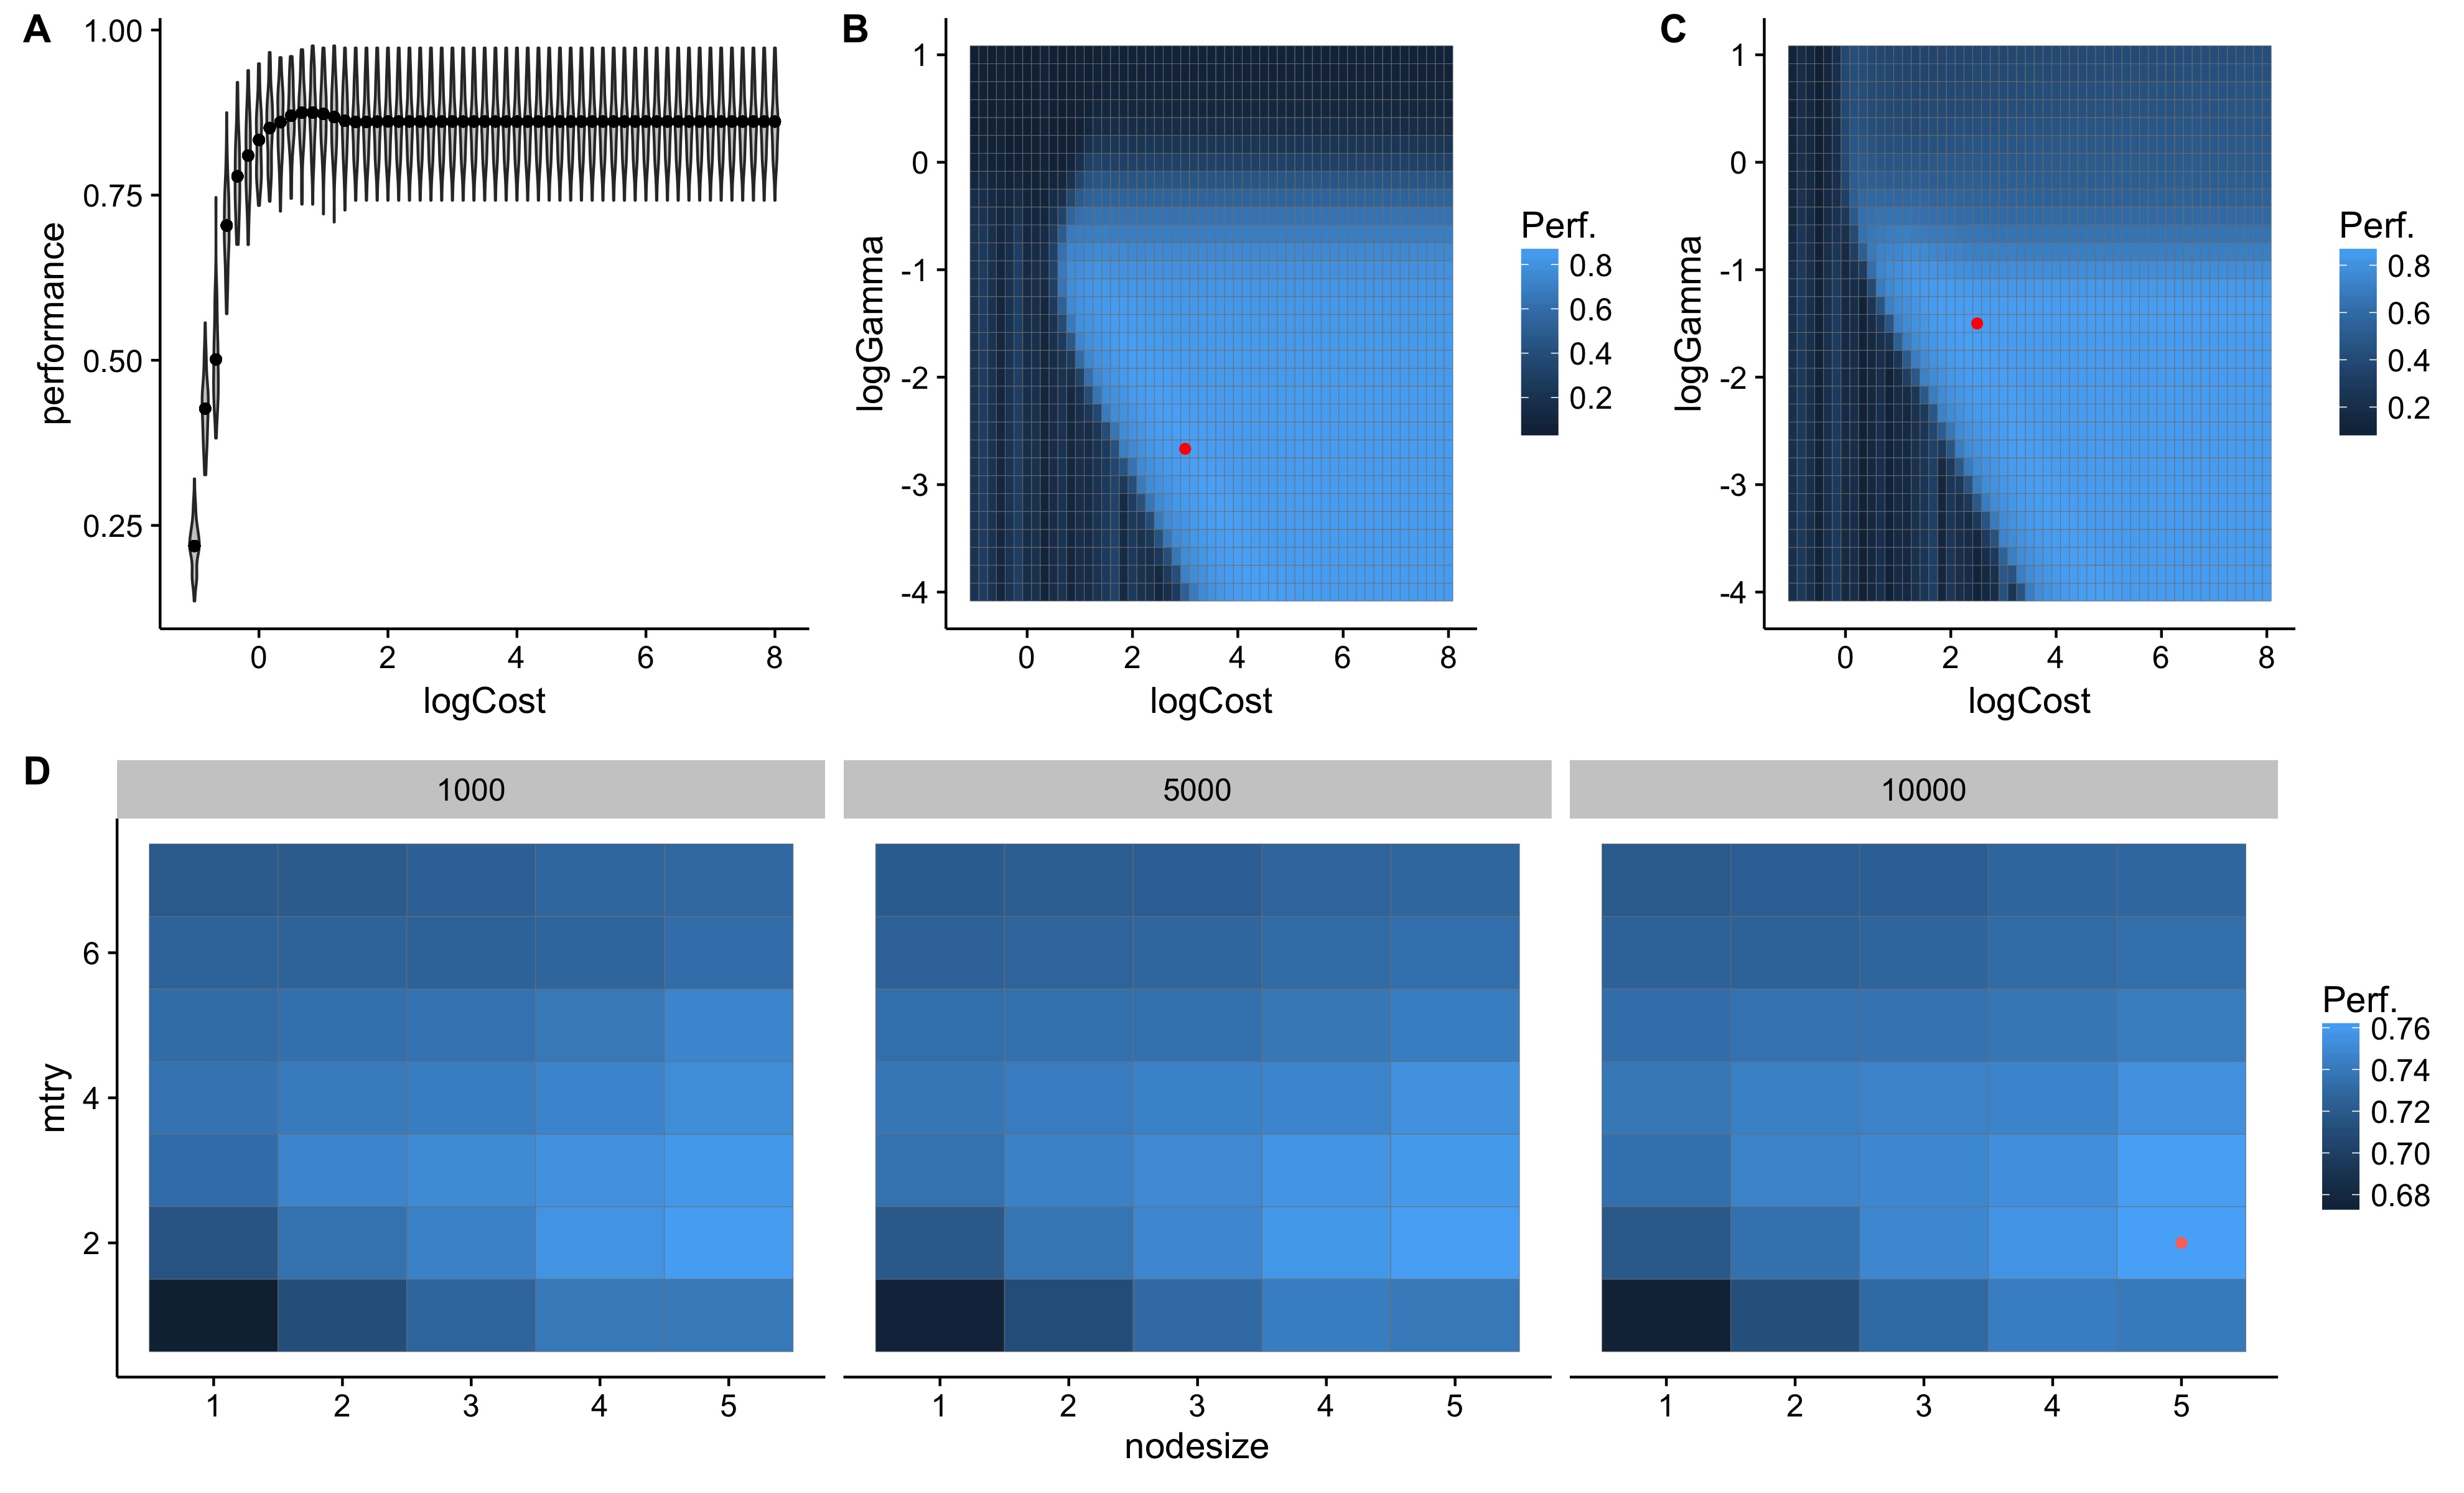 A
1.00
0.75
0.50
0.25
performance
0 2 4 6 8
logCost
B
1
0
-1
-2
-3
-4
logGamma
0 2 4 6 8
logCost
Perf.
0.8
0.6
0.4
0.2
C
1
0
-1
-2
-3
-4
logGamma
0 2 4 6 8
logCost
Perf.
0.8
0.6
0.4
0.2
D
1000 5000 10000
6
4
2
mtry
1 2 3 4 5 1 2 3 4 5 1 2 3 4 5
nodesize
Perf.
0.76
0.74
0.72
0.70
0.68